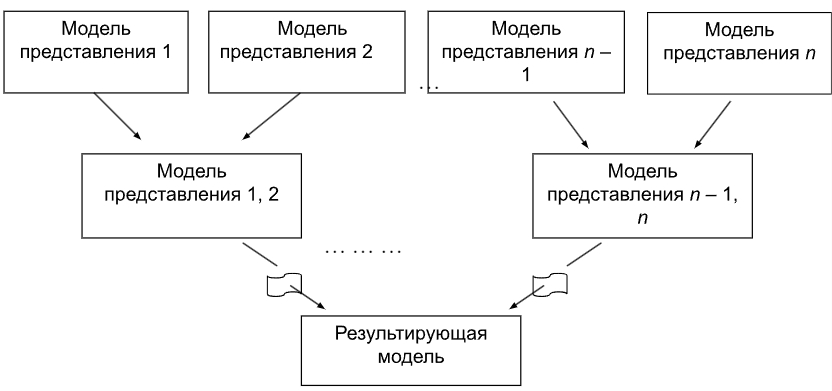 Модель
представления 1
Модель
представления 2
…
Модель
представления n –
1
Модель
представления n
Модель
представления 1, 2
Модель
представления n – 1,
n
… … …
Результирующая
модель